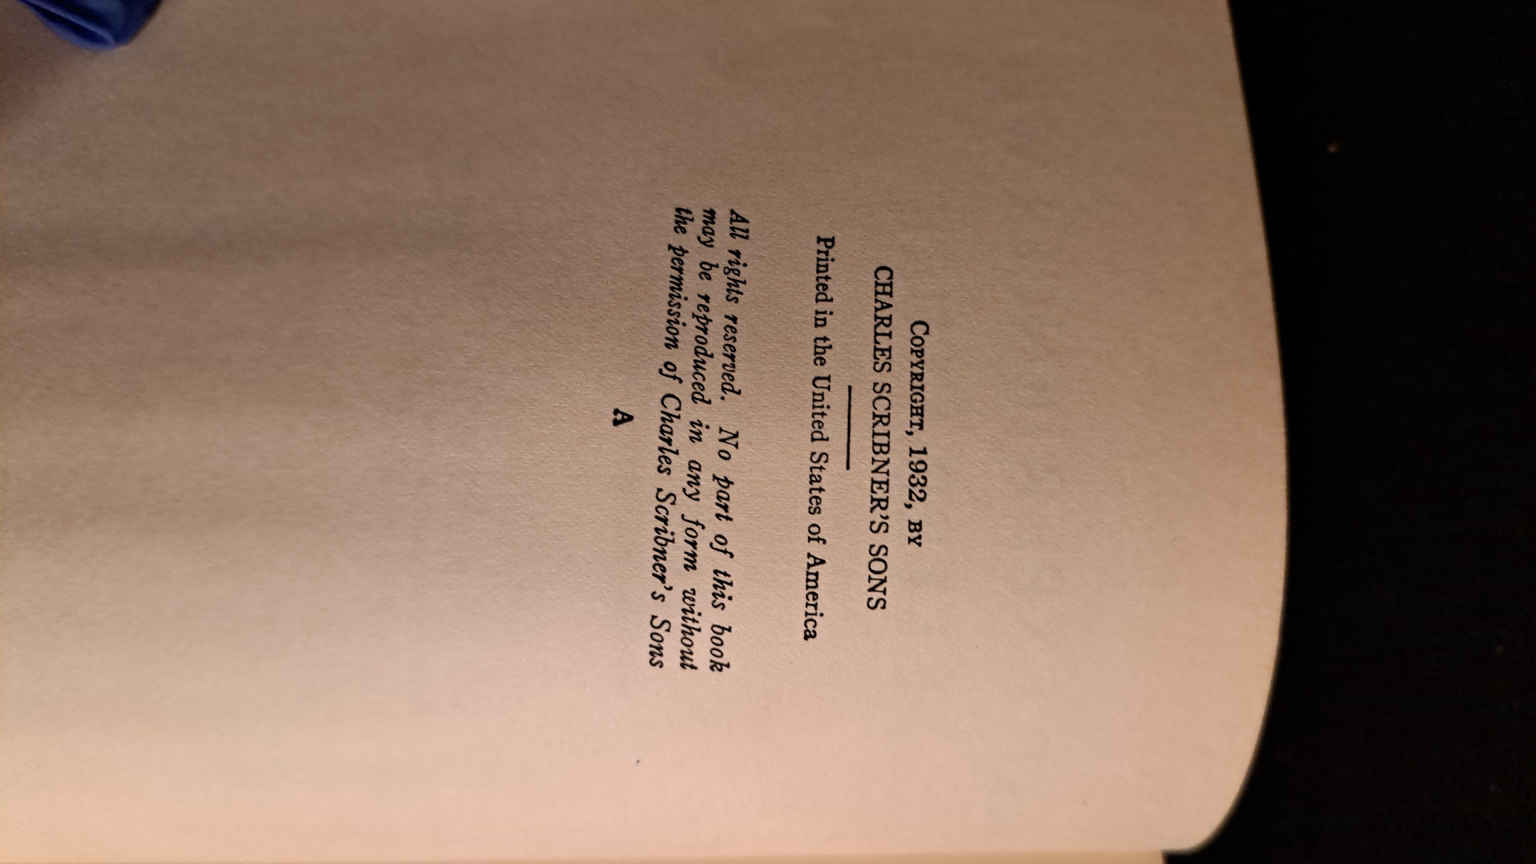 COPYRIGHT, 1932, BY
CHARLES SCRIBNER'S SONS
Printed in the United States of America
All rights reserved. No part of this book
may be reproduced in any form without
the permission of Charles Scribner's Sons
A